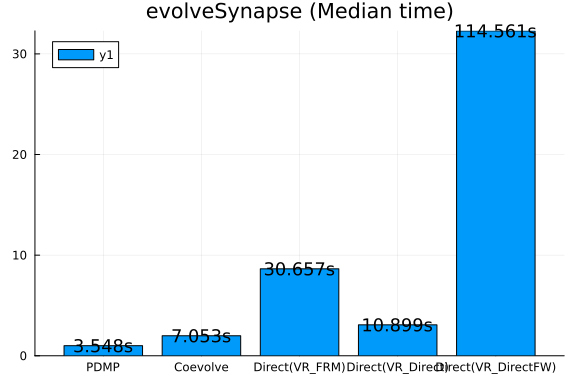 evolveSynapse (Median time)
y1
30
20
10
0
114.561s
30.657s
10.899s
7.053s
3.548s
PDMP Coevolve Direct(VR_FRM) Direct(VR_Direct) Direct(VR_DirectFW)